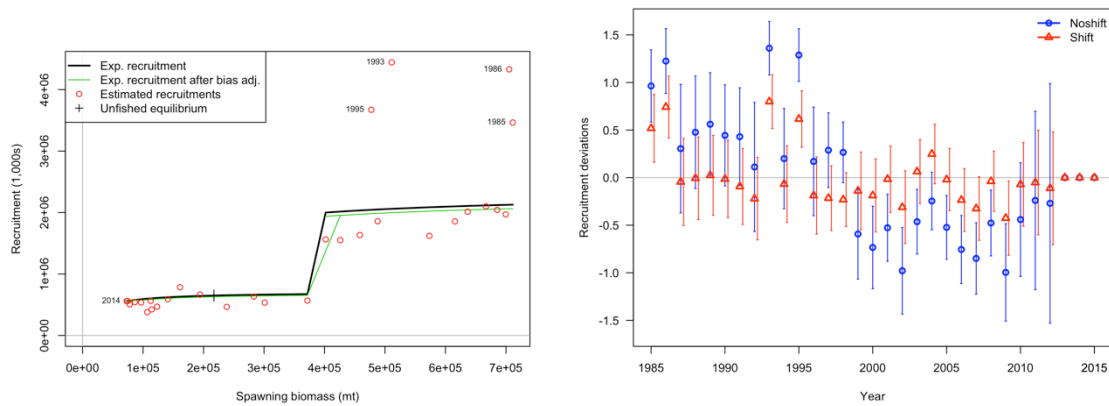 Exp. recruitment
Exp. recruitment after bias adj.
Estimated recruitments
Unfished equilibrium
1993
1986
1995
1985
2014
Recruitment (1,000s)
0e+00
1e+06
2e+06
3e+06
4e+06
0e+00 1e+05 2e+05 3e+05 4e+05 5e+05 6e+05 7e+05
Spawning biomass (mt)
Noshift
Shift
Recruitment deviations
1.5
1.0
0.5
0.0
-0.5
-1.0
-1.5
1985 1990 1995 2000 2005 2010 2015
Year